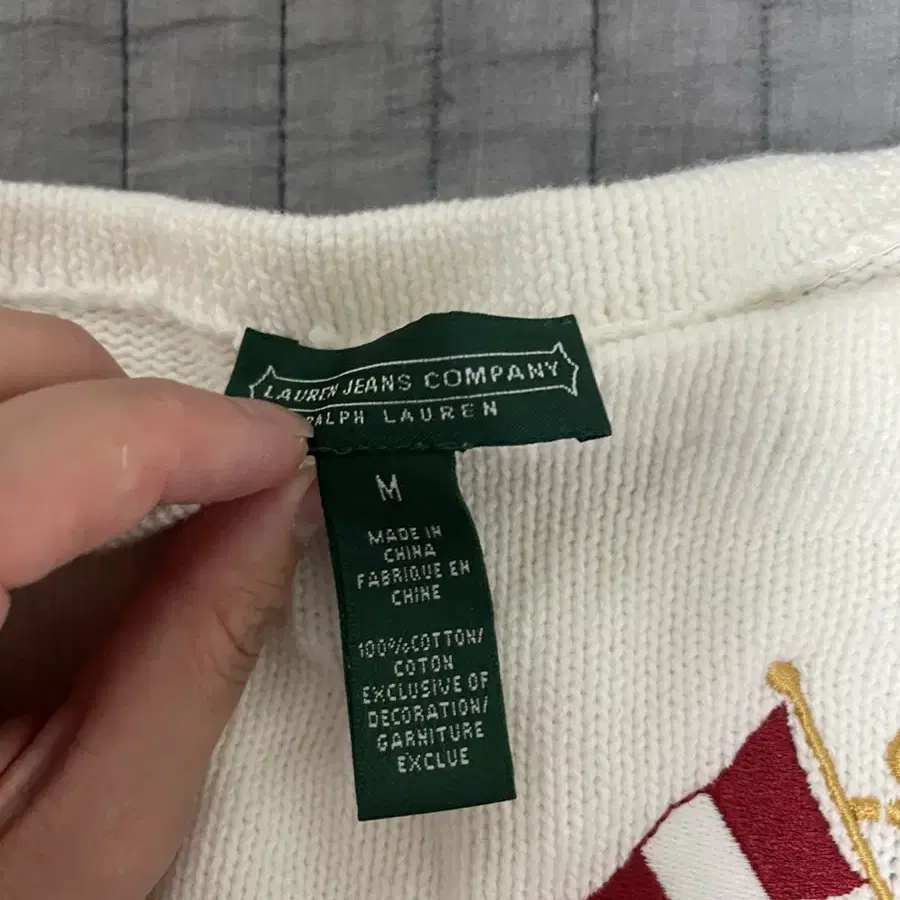 LAUREN JEANS COMPANY
RALPH LAUREN
M
MADE IN
CHINA
FABRIQUE EN
CHINE
100% COTTON/
COTON
EXCLUSIVE OF
DECORATION/
GARNITURE
EXCLUE